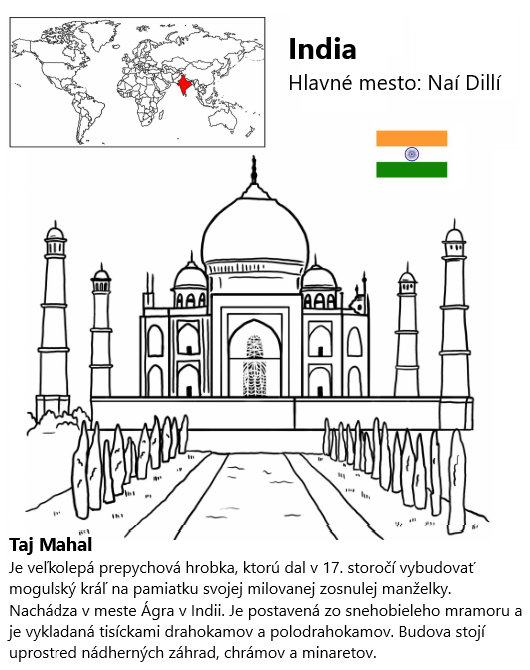 India
Hlavné mesto: Naí Dillí
Taj Mahal
Je veľkolepá prepychová hrobka, ktorú dal v 17. storočí vybudovať
mogulský kráľ na pamiatku svojej milovanej zosnulej manželky.
Nachádza v meste Ágra v Indii. Je postavená zo snehobieleho mramoru a
je vykladaná tisíckami drahokamov a polodrahokamov. Budova stojí
uprostred nádherných záhrad, chrámov a minaretov.